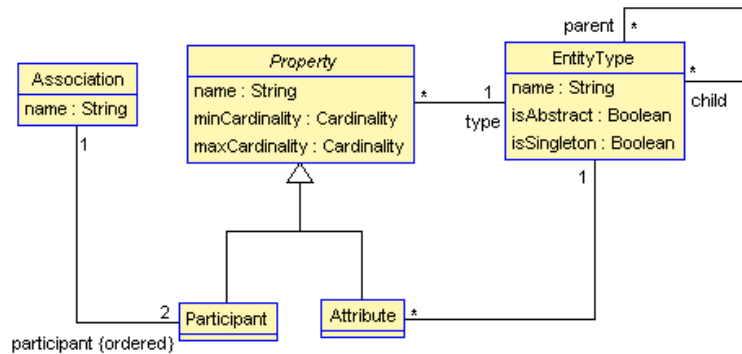 parent
*
EntityType
name : String
isAbstract : Boolean
isSingleton : Boolean
*
child
Property
name : String
minCardinality : Cardinality
maxCardinality : Cardinality
*
1
type
Association
name : String
1
1
2
Participant
participant {ordered}
Attribute
*